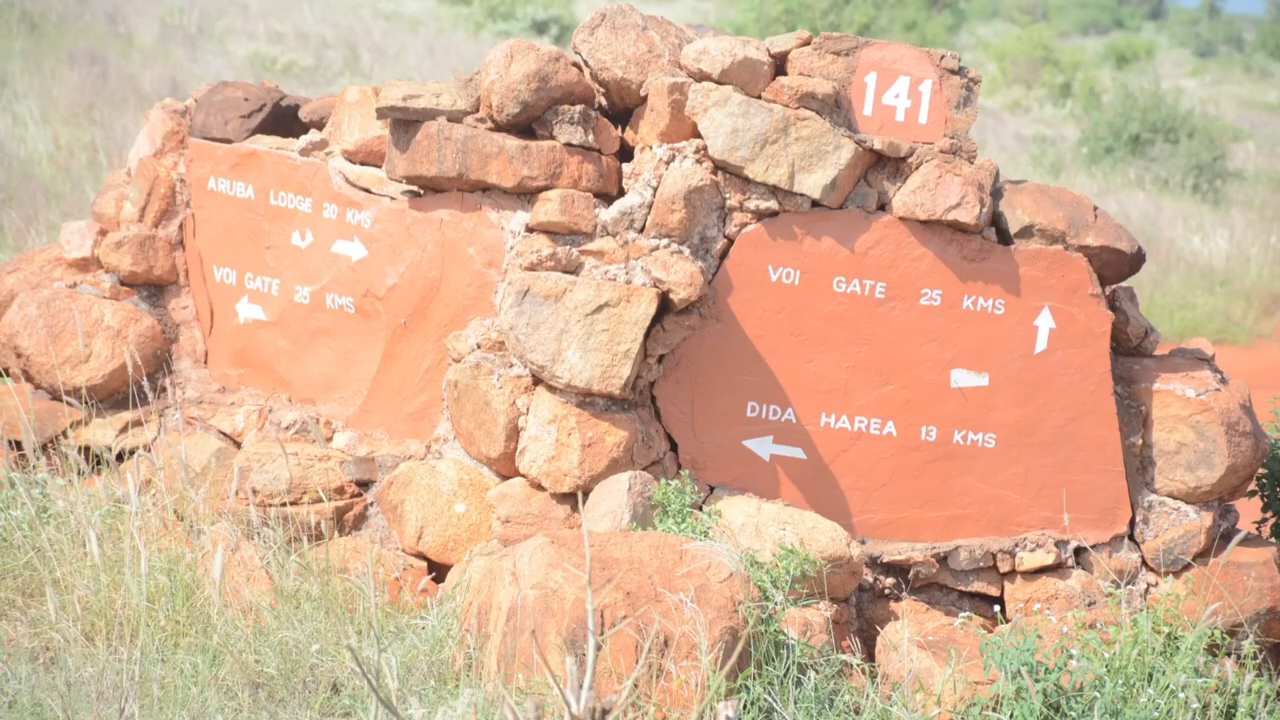 141
ARUBA LODGE 20 KMS
VOI GATE 25 KMS
VOI GATE 25 KMS
DIDA HAREA 13 KMS